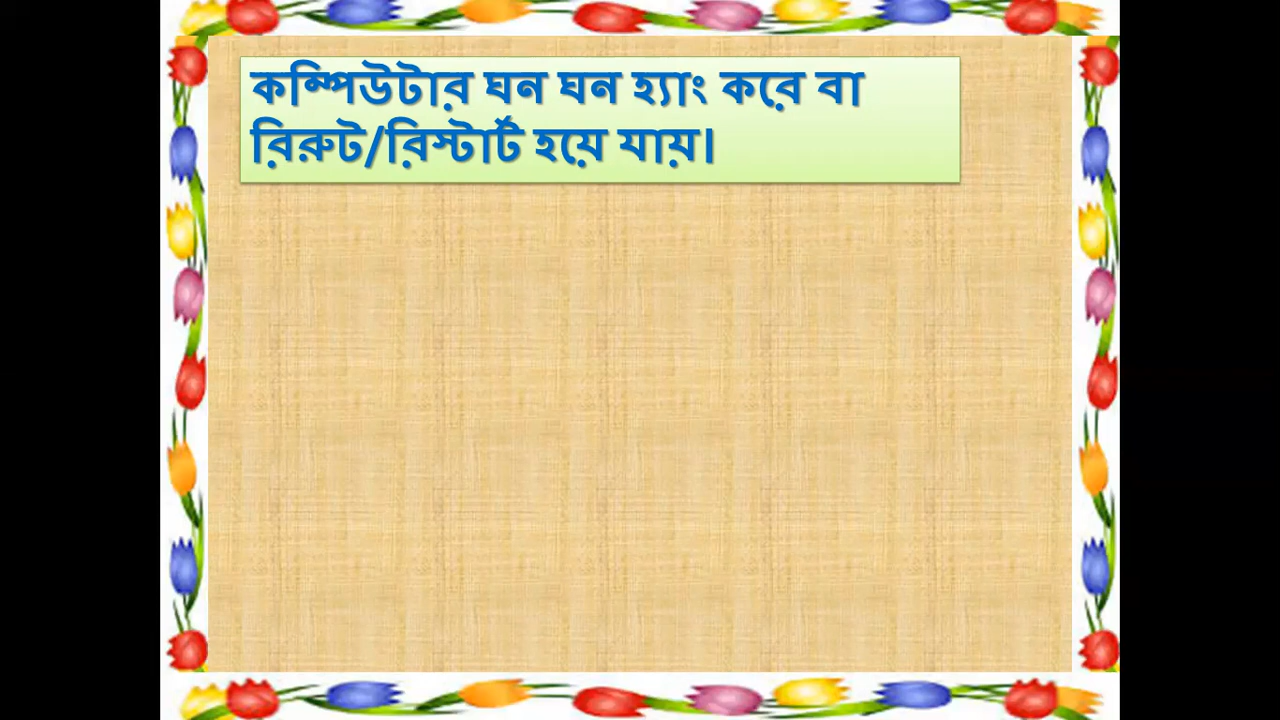 কম্পিউটার ঘন ঘন হ্যাং করে বা
রিরুট/রিস্টার্ট হয়ে যায়।